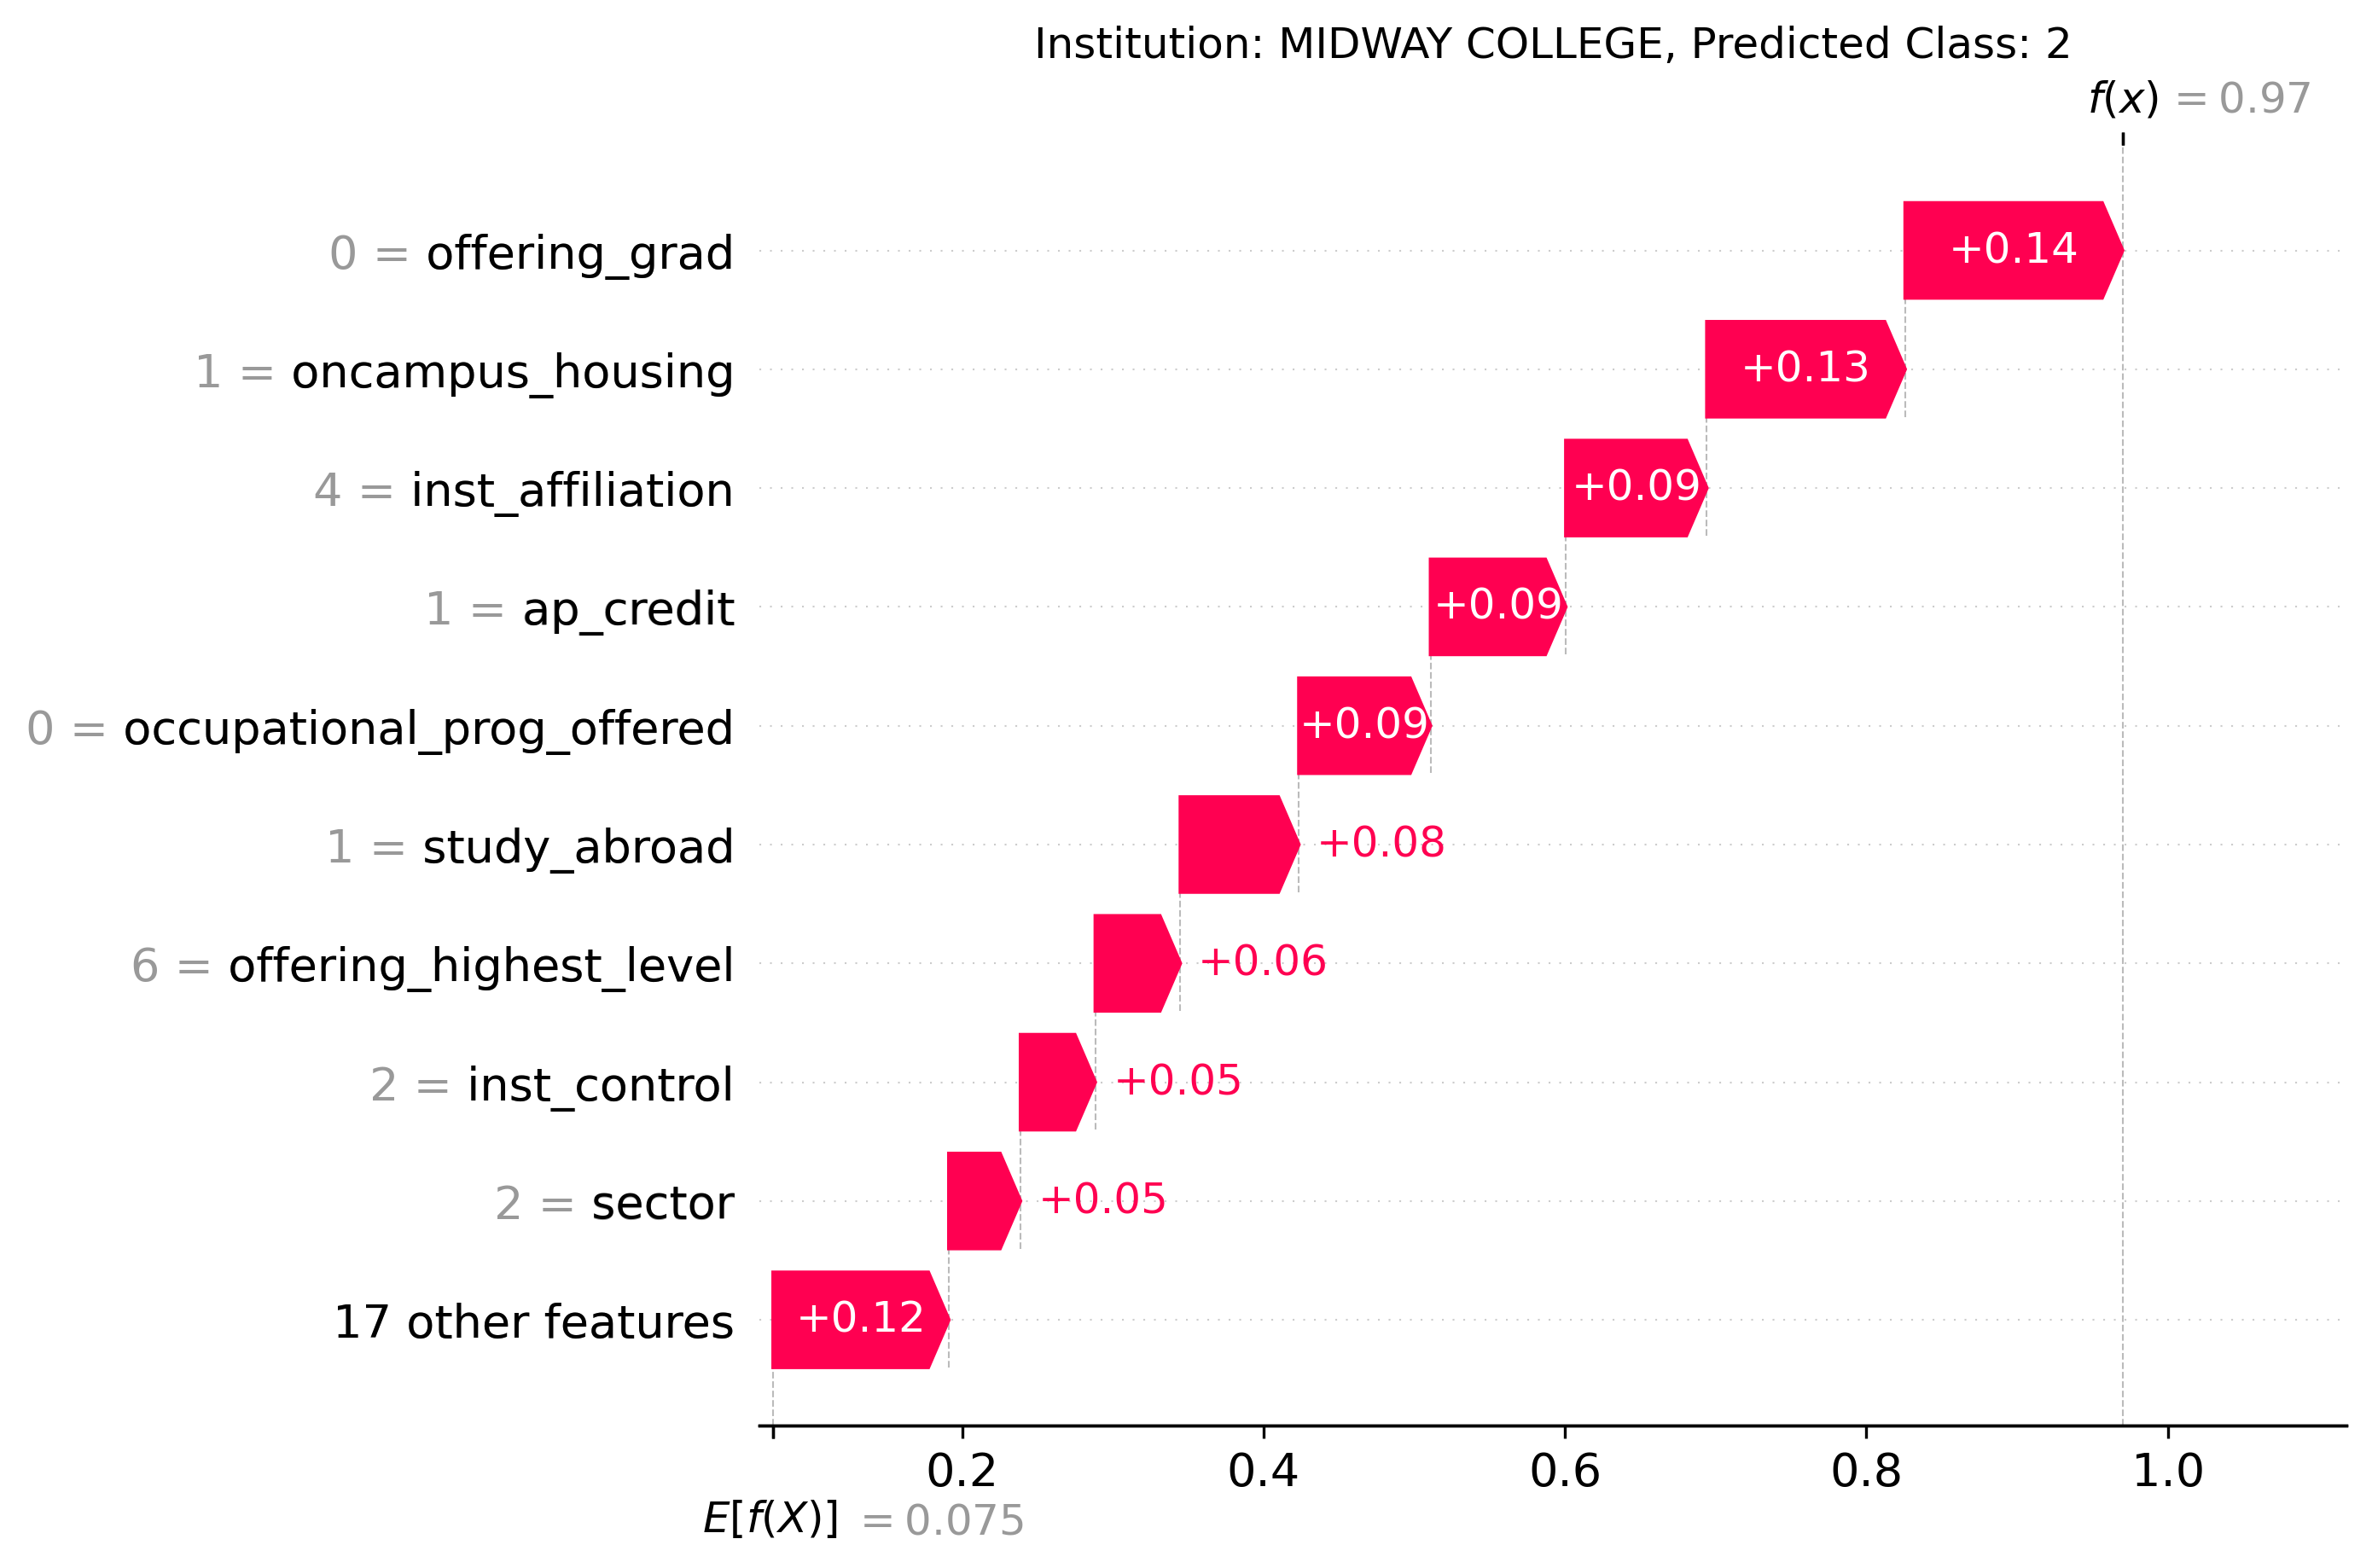 Institution: MIDWAY COLLEGE, Predicted Class: 2
f(x) = 0.97
0 = offering_grad +0.14
1 = oncampus_housing +0.13
4 = inst_affiliation +0.09
1 = ap_credit +0.09
0 = occupational_prog_offered +0.09
1 = study_abroad +0.08
6 = offering_highest_level +0.06
2 = inst_control +0.05
2 = sector +0.05
17 other features +0.12
0.2 0.4 0.6 0.8 1.0
E[f(X)] = 0.075